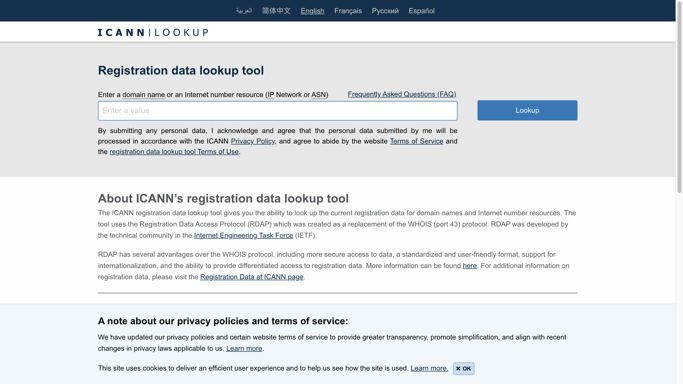 العربية 简体中文 English Français Русский Español
ICANN|LOOKUP
Registration data lookup tool
Enter a domain name or an Internet number resource (IP Network or ASN) Frequently Asked Questions (FAQ)
Enter a value
Lookup
By submitting any personal data, I acknowledge and agree that the personal data submitted by me will be
processed in accordance with the ICANN Privacy Policy, and agree to abide by the website Terms of Service and
the registration data lookup tool Terms of Use.
About ICANN's registration data lookup tool
The ICANN registration data lookup tool gives you the ability to look up the current registration data for domain names and Internet number resources. The
tool uses the Registration Data Access Protocol (RDAP) which was created as a replacement of the WHOIS (port 43) protocol. RDAP was developed by
the technical community in the Internet Engineering Task Force (IETF).
RDAP has several advantages over the WHOIS protocol, including more secure access to data, a standardized and user-friendly format, support for
internationalization, and the ability to provide differentiated access to registration data. More information can be found here. For additional information on
registration data, please visit the Registration Data at ICANN page.
A note about our privacy policies and terms of service:
We have updated our privacy policies and certain website terms of service to provide greater transparency, promote simplification, and align with recent
changes in privacy laws applicable to us. Learn more.
This site uses cookies to deliver an efficient user experience and to help us see how the site is used. Learn more. ✖ OK